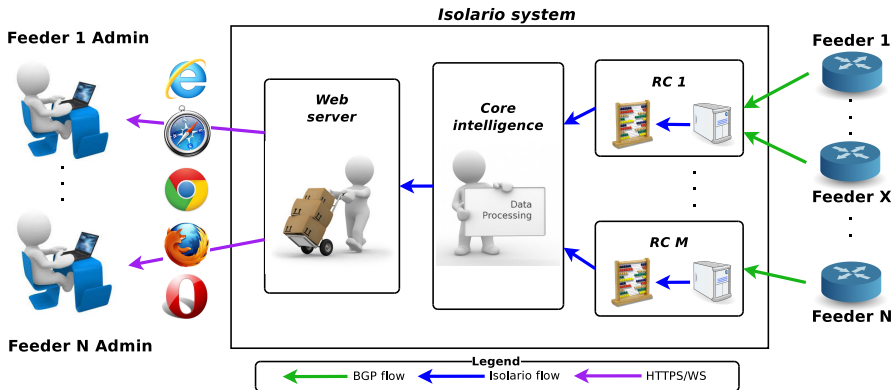 Isolario system
Feeder 1 Admin
Feeder 1
Web
server
Core
intelligence
RC 1
Data
Processing
Feeder X
RC M
Feeder N Admin
Feeder N
Legend
BGP flow
Isolario flow
HTTPS/WS